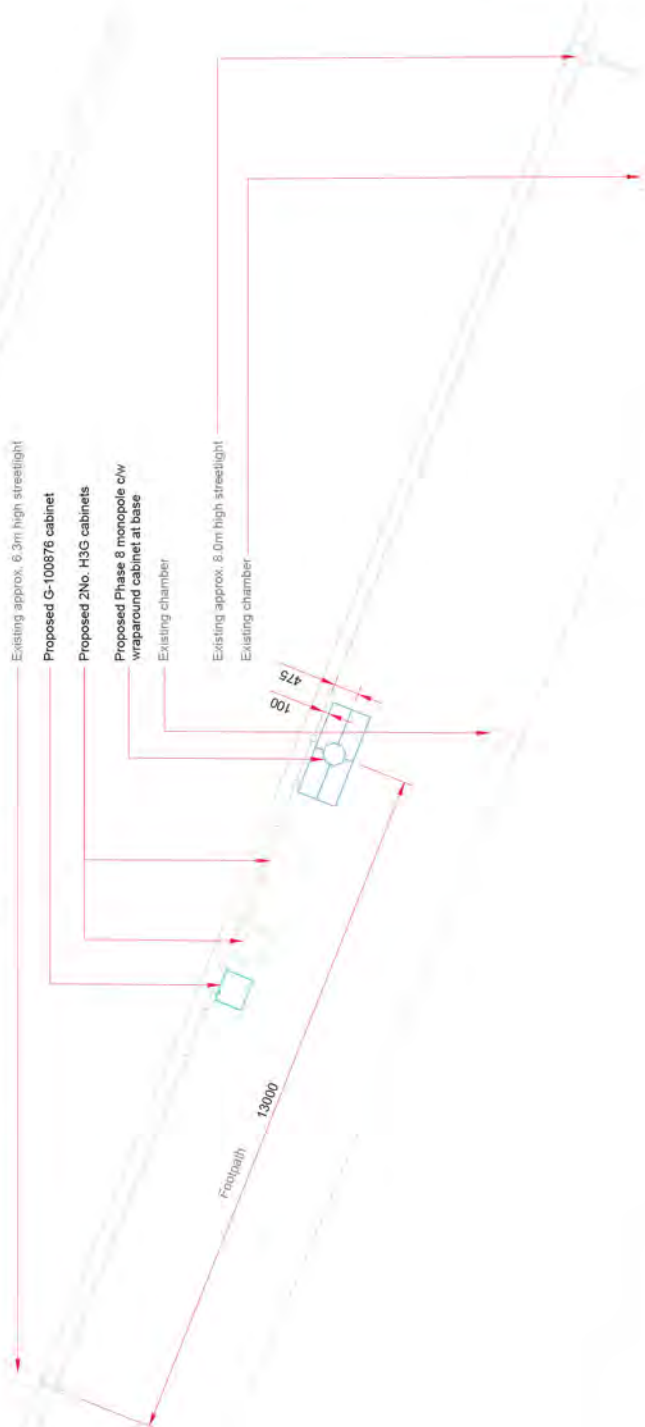 Existing approx. 6.3m high streetlight
Proposed G-100876 cabinet
Proposed 2No. H3G cabinets
Proposed Phase 8 monopole c/w
wraparound cabinet at base
Existing chamber
Existing approx. 8.0m high streetlight
Existing chamber
475
100
13000
Footpath